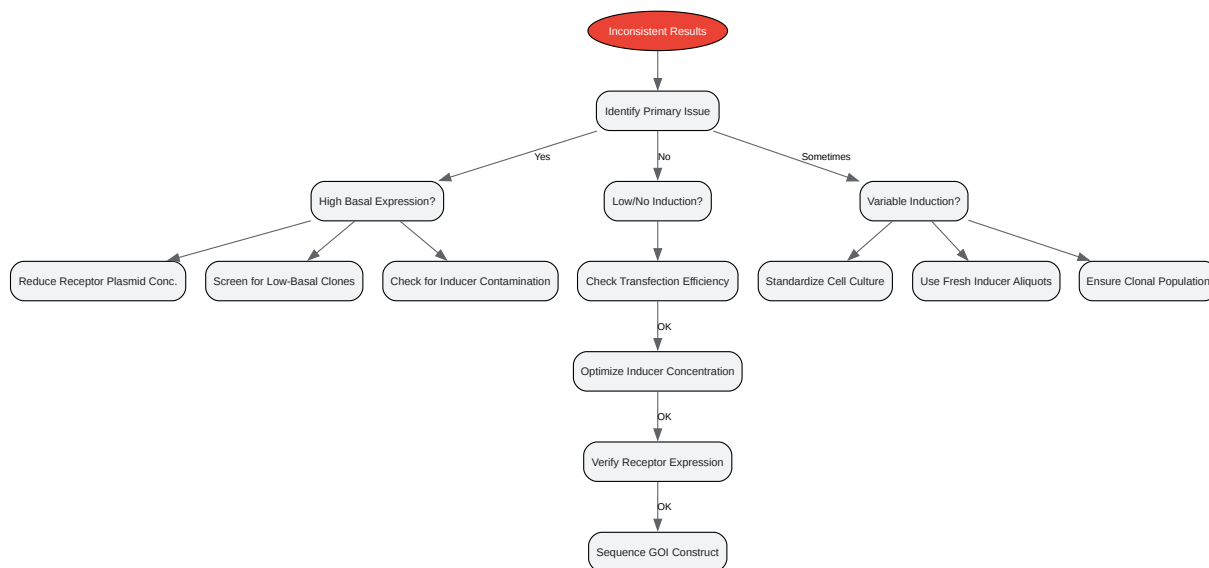 Inconsistent Results
Identify Primary Issue
Yes
No
Sometimes
High Basal Expression?
Low/No Induction?
Variable Induction?
Reduce Receptor Plasmid Conc.
Screen for Low-Basal Clones
Check for Inducer Contamination
Check Transfection Efficiency
Standardize Cell Culture
Use Fresh Inducer Aliquots
Ensure Clonal Population
OK
Optimize Inducer Concentration
OK
Verify Receptor Expression
OK
Sequence GOI Construct